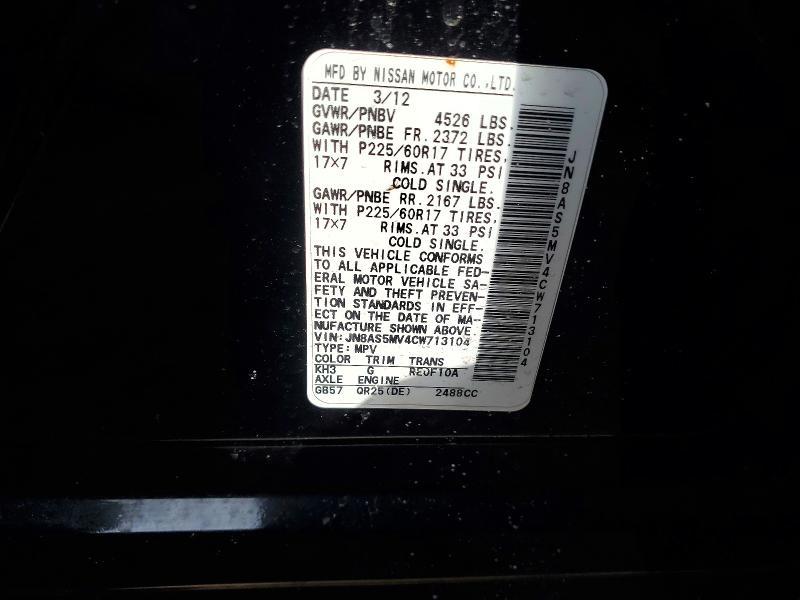 MFD BY NISSAN MOTOR CO.,LTD.
DATE 3/12
GVWR/PNBV 4526 LBS.
GAWR/PNBE FR. 2372 LBS.
WITH P225/60R17 TIRES,
17×7 RIMS.AT 33 PSI
COLD SINGLE.
GAWR/PNBE RR. 2167 LBS.
WITH P225/60R17 TIRES,
17×7 RIMS.AT 33 PSI
COLD SINGLE.
THIS VEHICLE CONFORMS
TO ALL APPLICABLE FED-
ERAL MOTOR VEHICLE SA-
FETY AND THEFT PREVEN-
TION STANDARDS IN EFF-
ECT ON THE DATE OF MA-
NUFACTURE SHOWN ABOVE.
VIN: JN8AS5MV4CW713104
TYPE: MPV
COLOR TRIM TRANS
KH3 G RE0F10A
AXLE ENGINE
GB57 QR25(DE) 2488CC
JN8AS5MV4CW713104